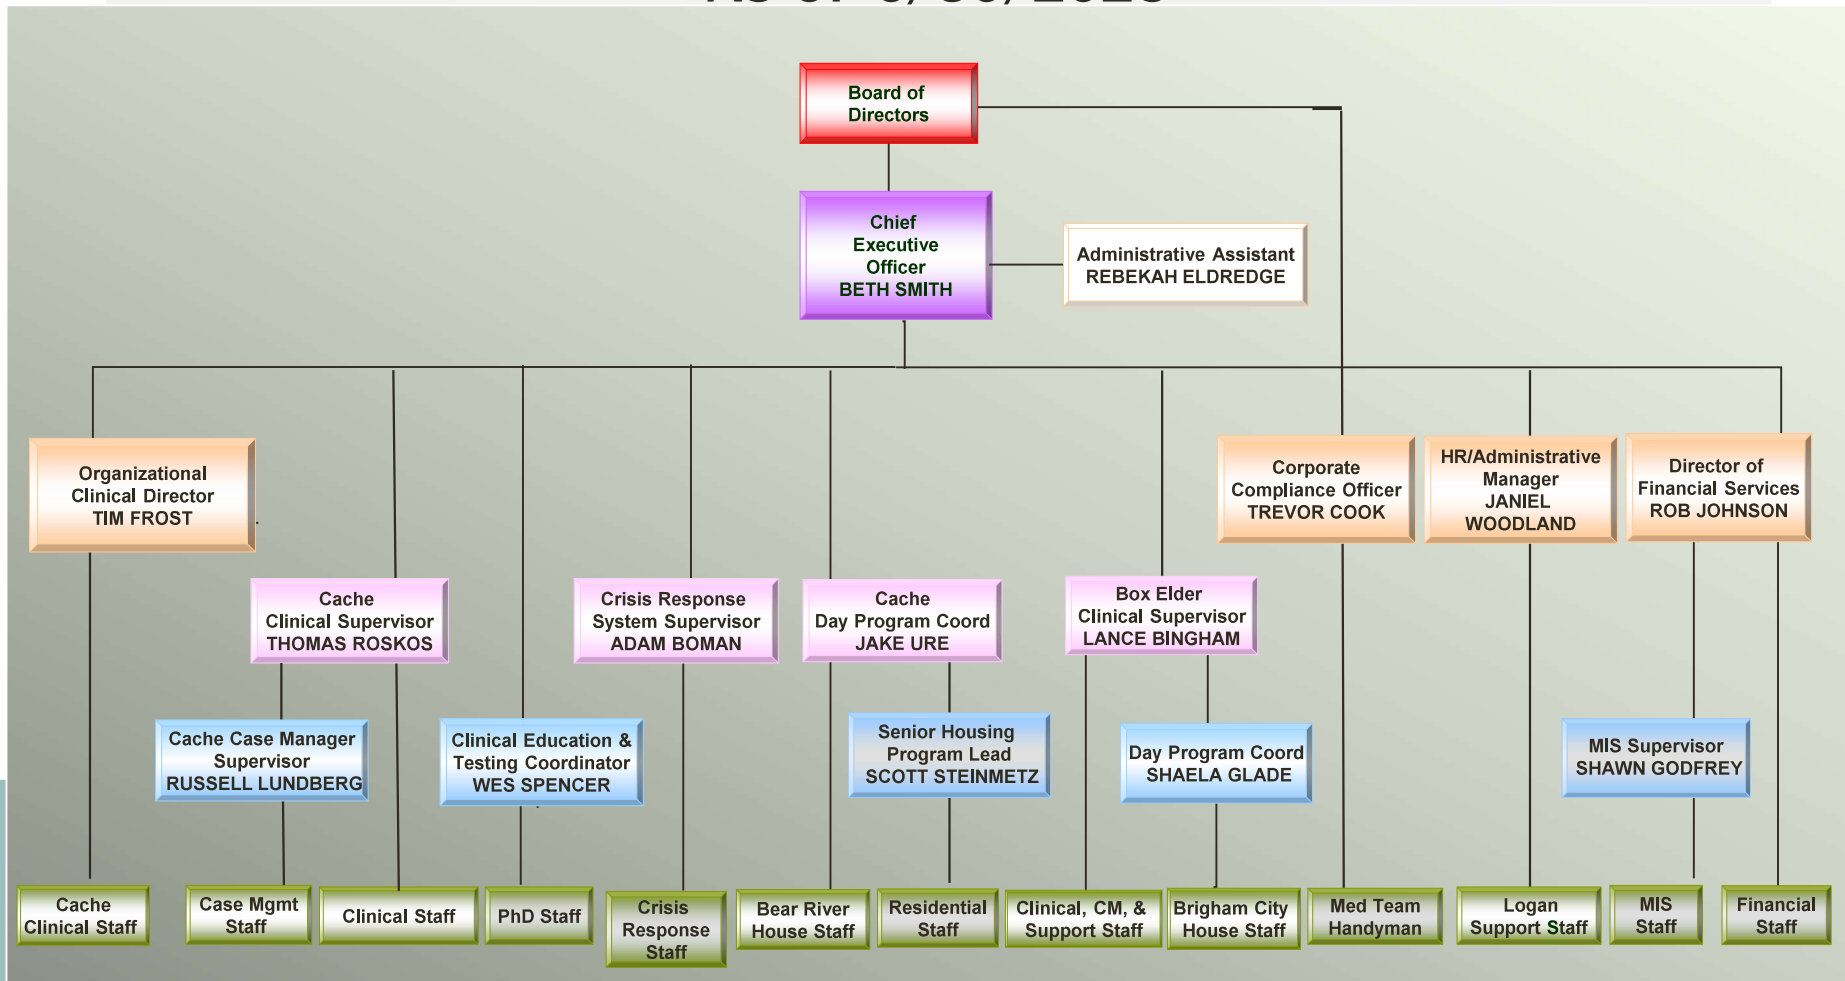 Board of
Directors
Chief
Executive
Officer
BETH SMITH
Administrative Assistant
REBEKAH ELDREDGE
Organizational
Clinical Director
TIM FROST
Corporate
Compliance Officer
TREVOR COOK
HR/Administrative
Manager
JANIEL
WOODLAND
Director of
Financial Services
ROB JOHNSON
Cache
Clinical Supervisor
THOMAS ROSKOS
Crisis Response
System Supervisor
ADAM BOMAN
Cache
Day Program Coord
JAKE URE
Box Elder
Clinical Supervisor
LANCE BINGHAM
Cache Case Manager
Supervisor
RUSSELL LUNDBERG
Clinical Education &
Testing Coordinator
WES SPENCER
Senior Housing
Program Lead
SCOTT STEINMETZ
Day Program Coord
SHAELA GLADE
MIS Supervisor
SHAWN GODFREY
Cache
Clinical Staff
Case Mgmt
Staff
Clinical Staff
PhD Staff
Crisis
Response
Staff
Bear River
House Staff
Residential
Staff
Clinical, CM, &
Support Staff
Brigham City
House Staff
Med Team
Handyman
Logan
Support Staff
MIS
Staff
Financial
Staff